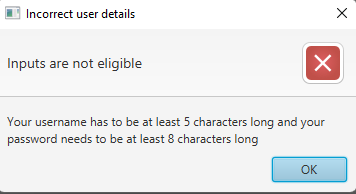 Incorrect user details
Inputs are not eligible
Your username has to be at least 5 characters long and your
password needs to be at least 8 characters long
OK